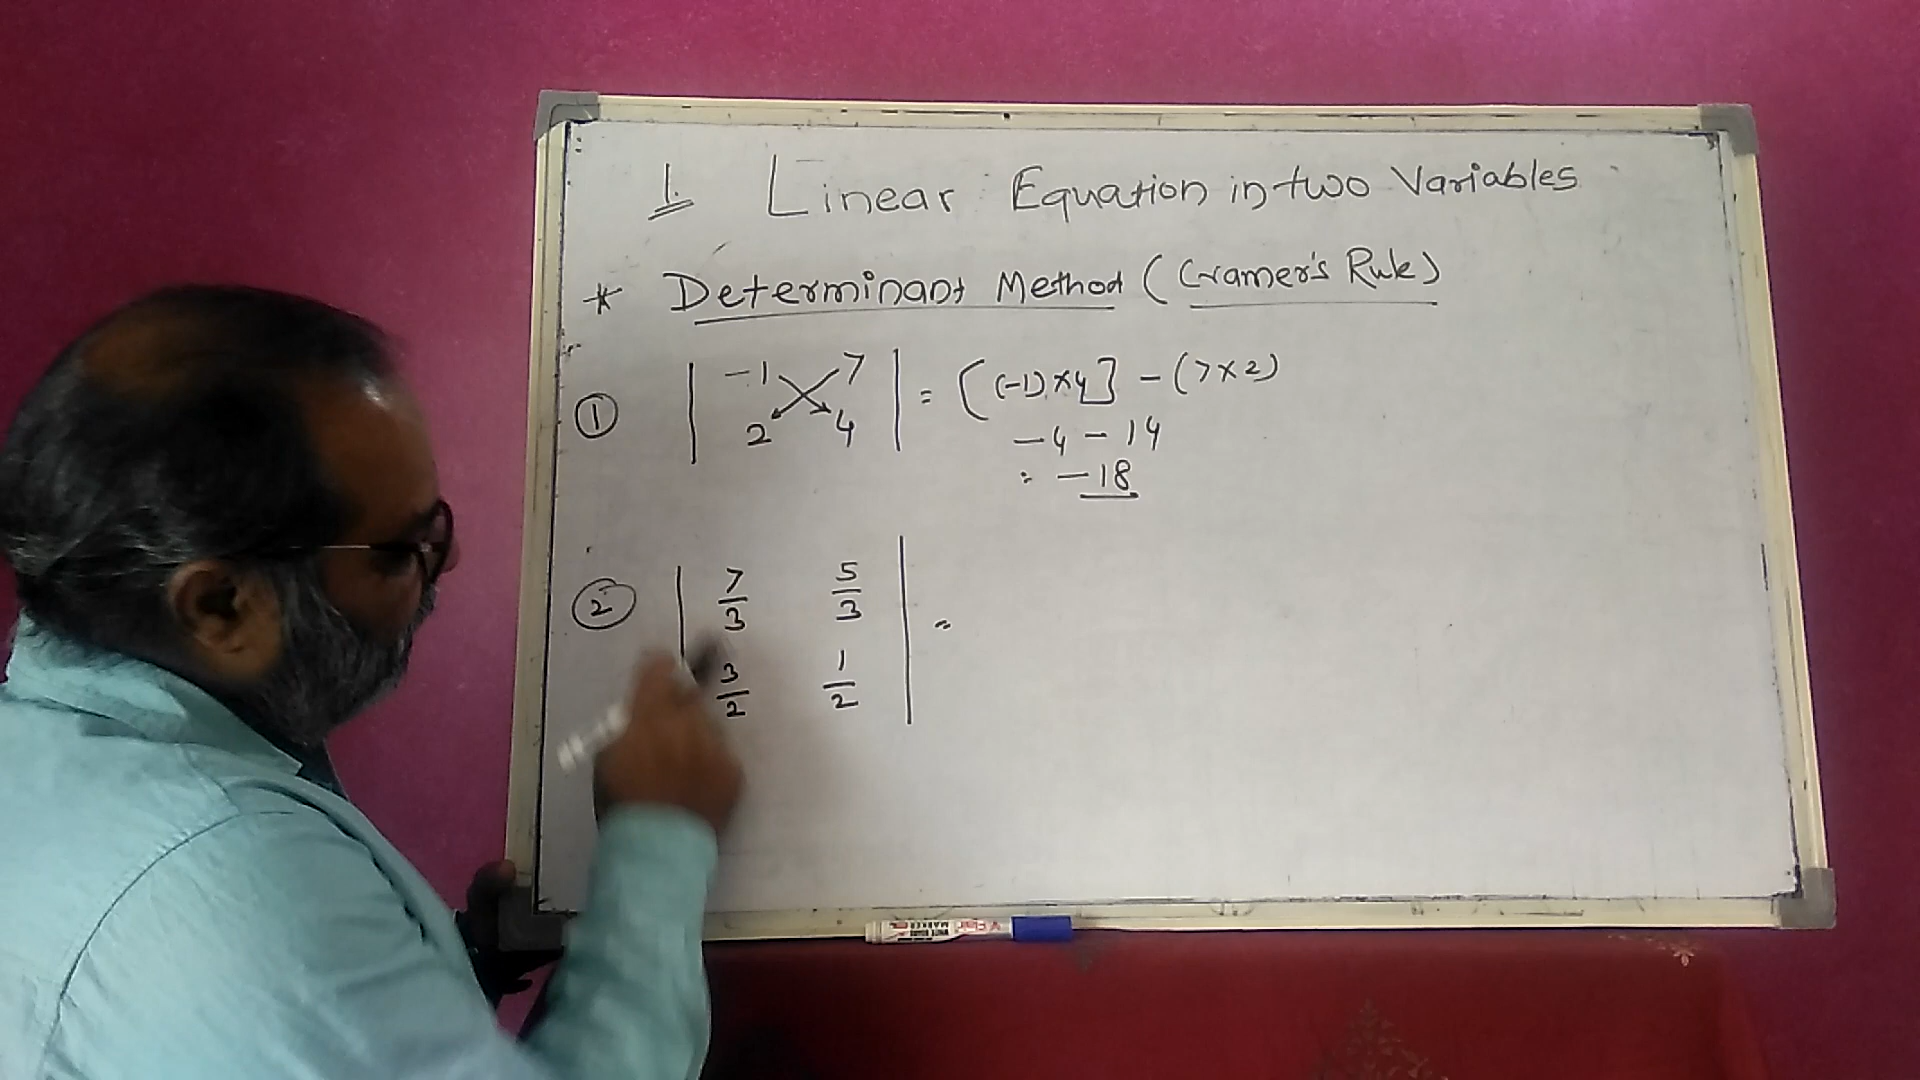 1. Linear Equation in two Variables
* Determinant Method (Cramer's Rule)
① | -1 7 | = [(-1)×4] - (7×2)
| 2 4 | -4 - 14
= -18
② | 7/3 5/3 | =
| 3/2 1/2 |